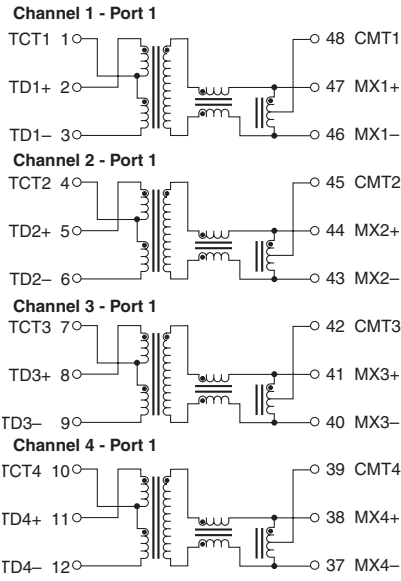 Channel 1 - Port 1
TCT1 1 48 CMT1
TD1+ 2 47 MX1+
TD1– 3 46 MX1–
Channel 2 - Port 1
TCT2 4 45 CMT2
TD2+ 5 44 MX2+
TD2– 6 43 MX2–
Channel 3 - Port 1
TCT3 7 42 CMT3
TD3+ 8 41 MX3+
TD3– 9 40 MX3–
Channel 4 - Port 1
TCT4 10 39 CMT4
TD4+ 11 38 MX4+
TD4– 12 37 MX4–